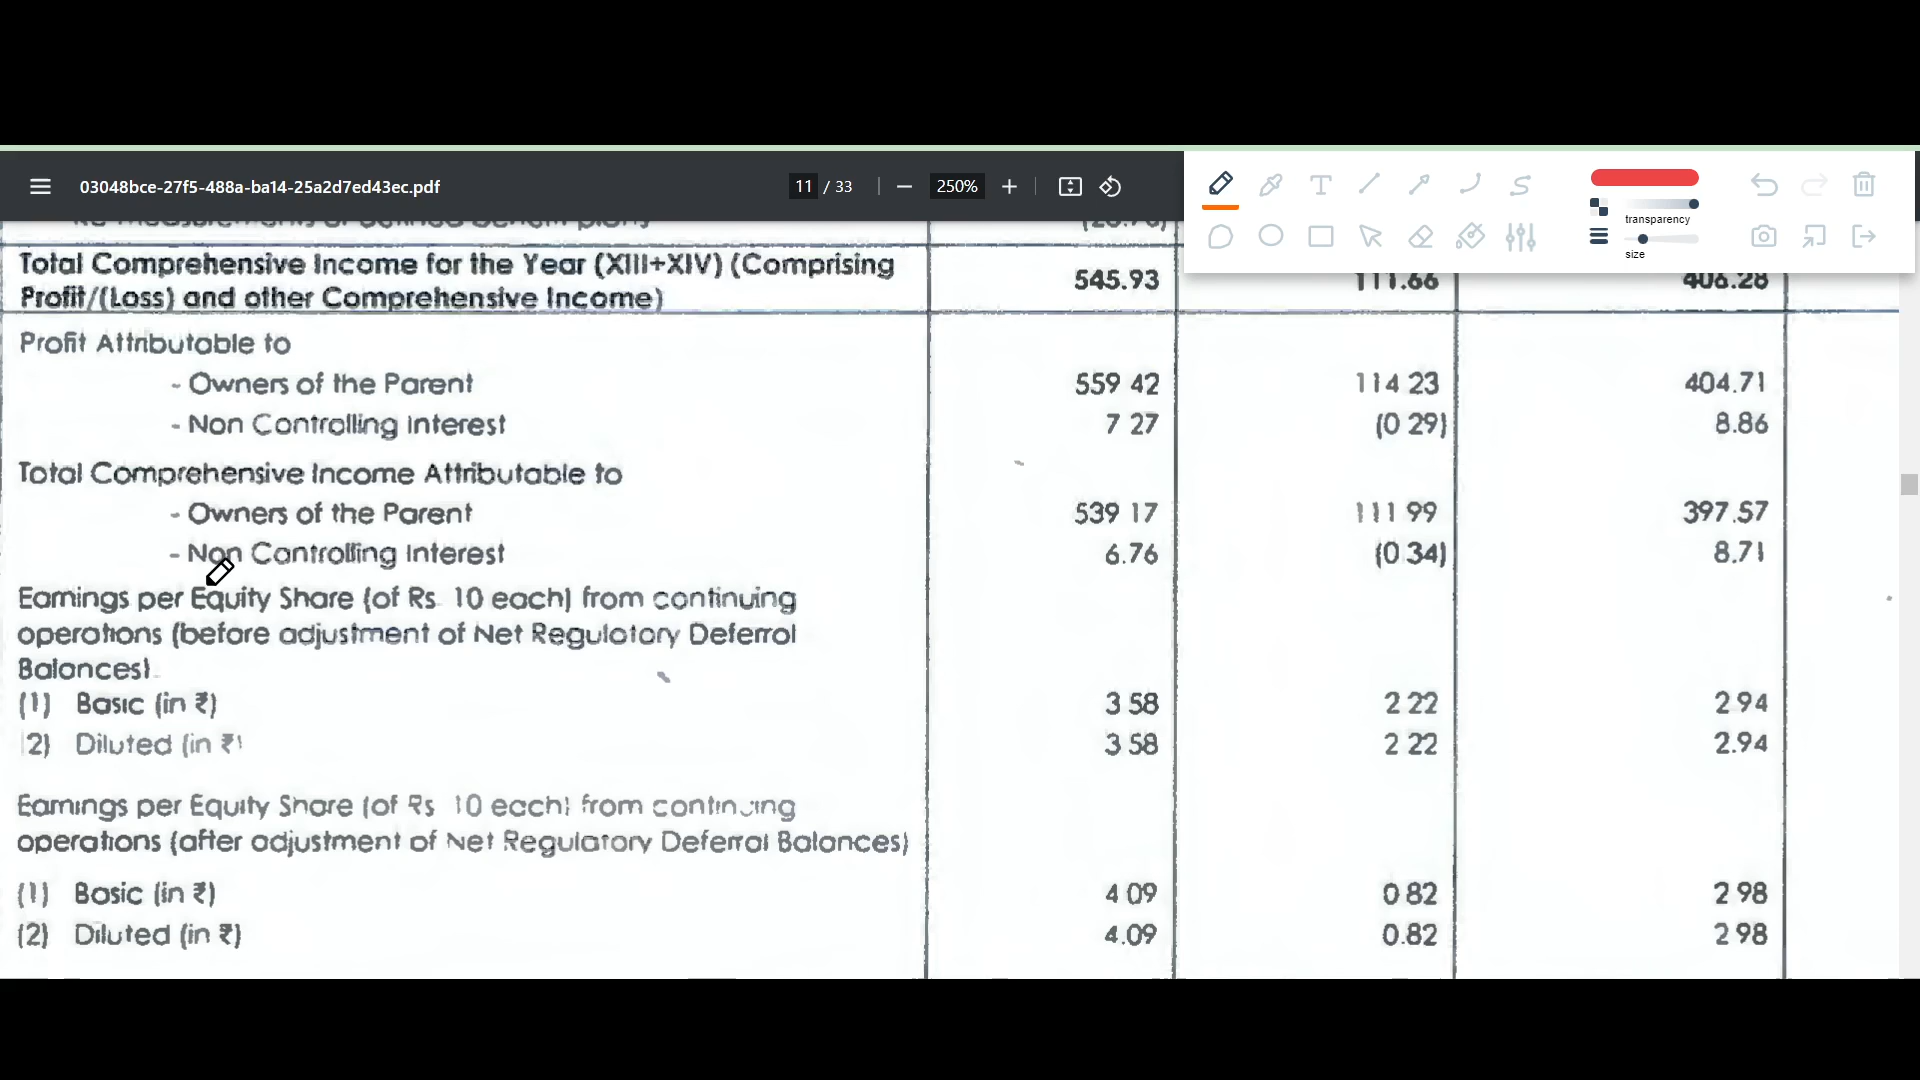 03048bce-27f5-488a-ba14-25a2d7ed43ec.pdf
11 / 33
250%
transparency
size
Total Comprehensive Income for the Year (XIII+XIV) (Comprising
Profit/(Loss) and other Comprehensive Income)
545.93 111.66 406.28
Profit Attributable to
- Owners of the Parent 559 42 114 23 404.71
- Non Controlling Interest 7 27 (0 29) 8.86
Total Comprehensive Income Attributable to
- Owners of the Parent 539 17 111 99 397.57
- Non Controlling Interest 6.76 (0.34) 8.71
Earnings per Equity Share (of Rs 10 each) from continuing
operations (before adjustment of Net Regulatory Deferral
Balances)
(1) Basic (in ₹) 3 58 2 22 2 94
(2) Diluted (in ₹) 3 58 2 22 2.94
Earnings per Equity Share (of Rs 10 each) from continuing
operations (after adjustment of Net Regulatory Deferral Balances)
(1) Basic (in ₹) 4 09 0 82 2 98
(2) Diluted (in ₹) 4.09 0.82 2 98